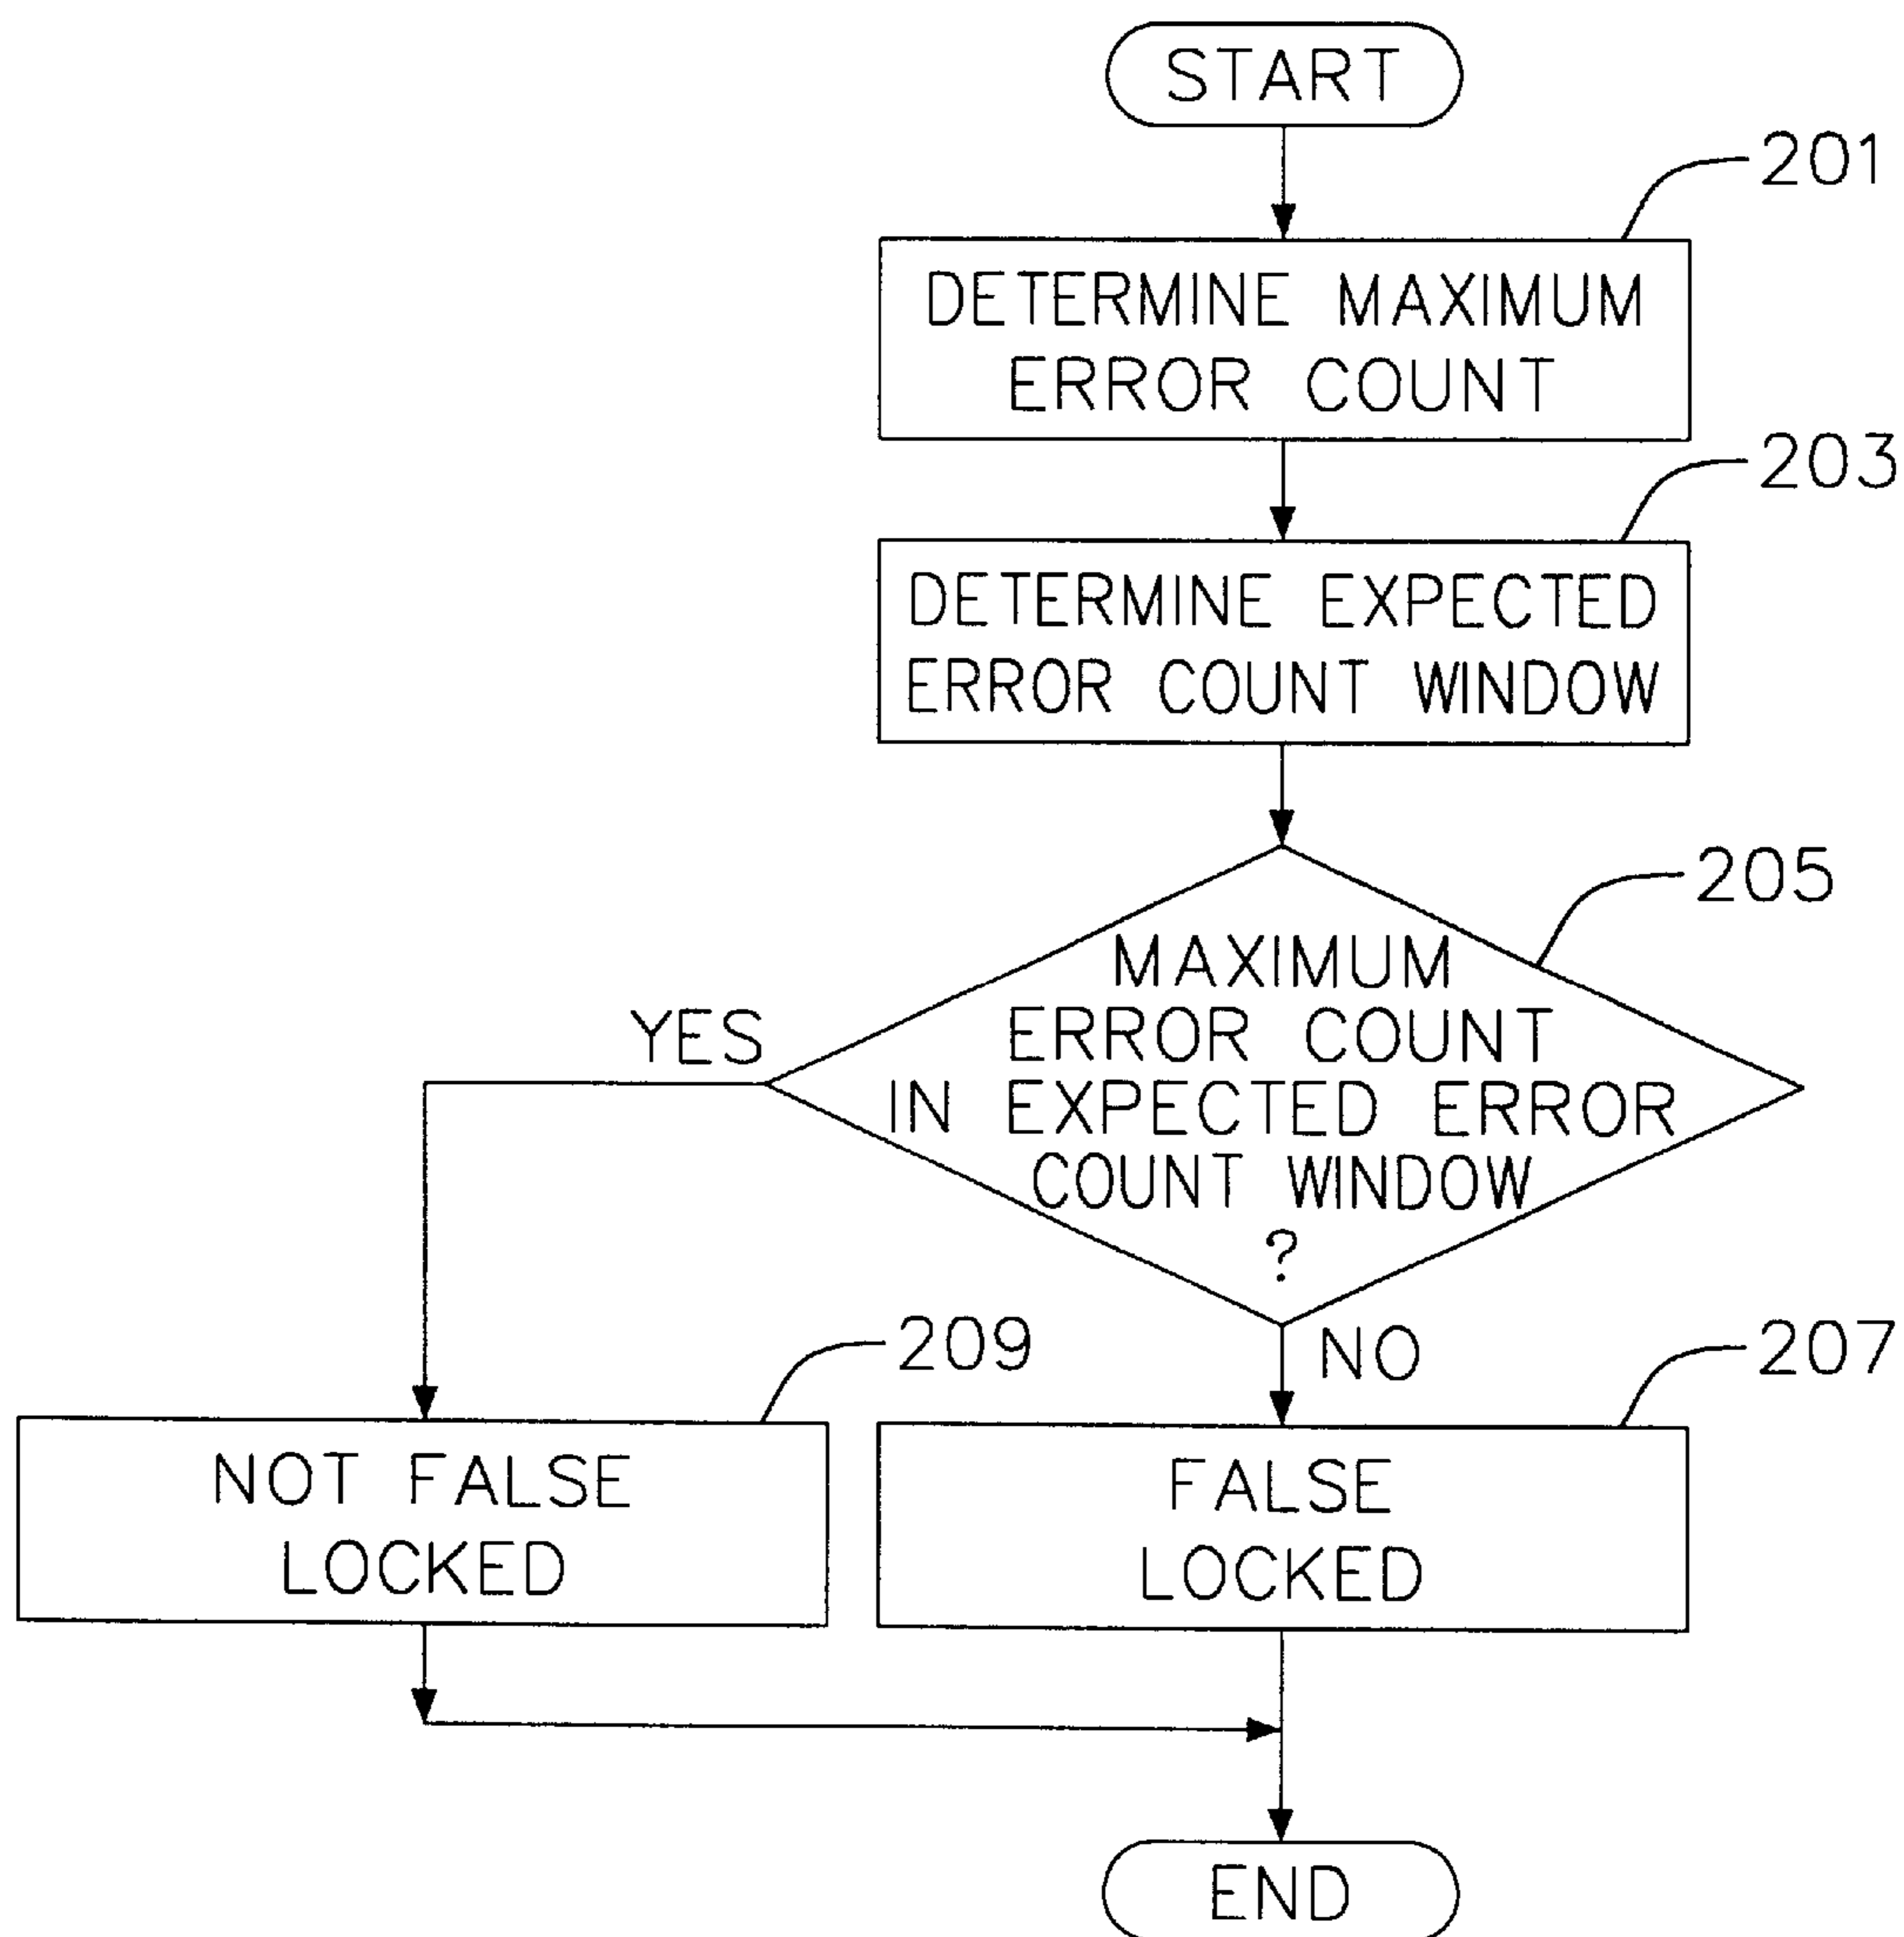 START
201
DETERMINE MAXIMUM
ERROR COUNT
203
DETERMINE EXPECTED
ERROR COUNT WINDOW
205
MAXIMUM
ERROR COUNT
IN EXPECTED ERROR
COUNT WINDOW
?
YES
NO
209
207
NOT FALSE
LOCKED
FALSE
LOCKED
END